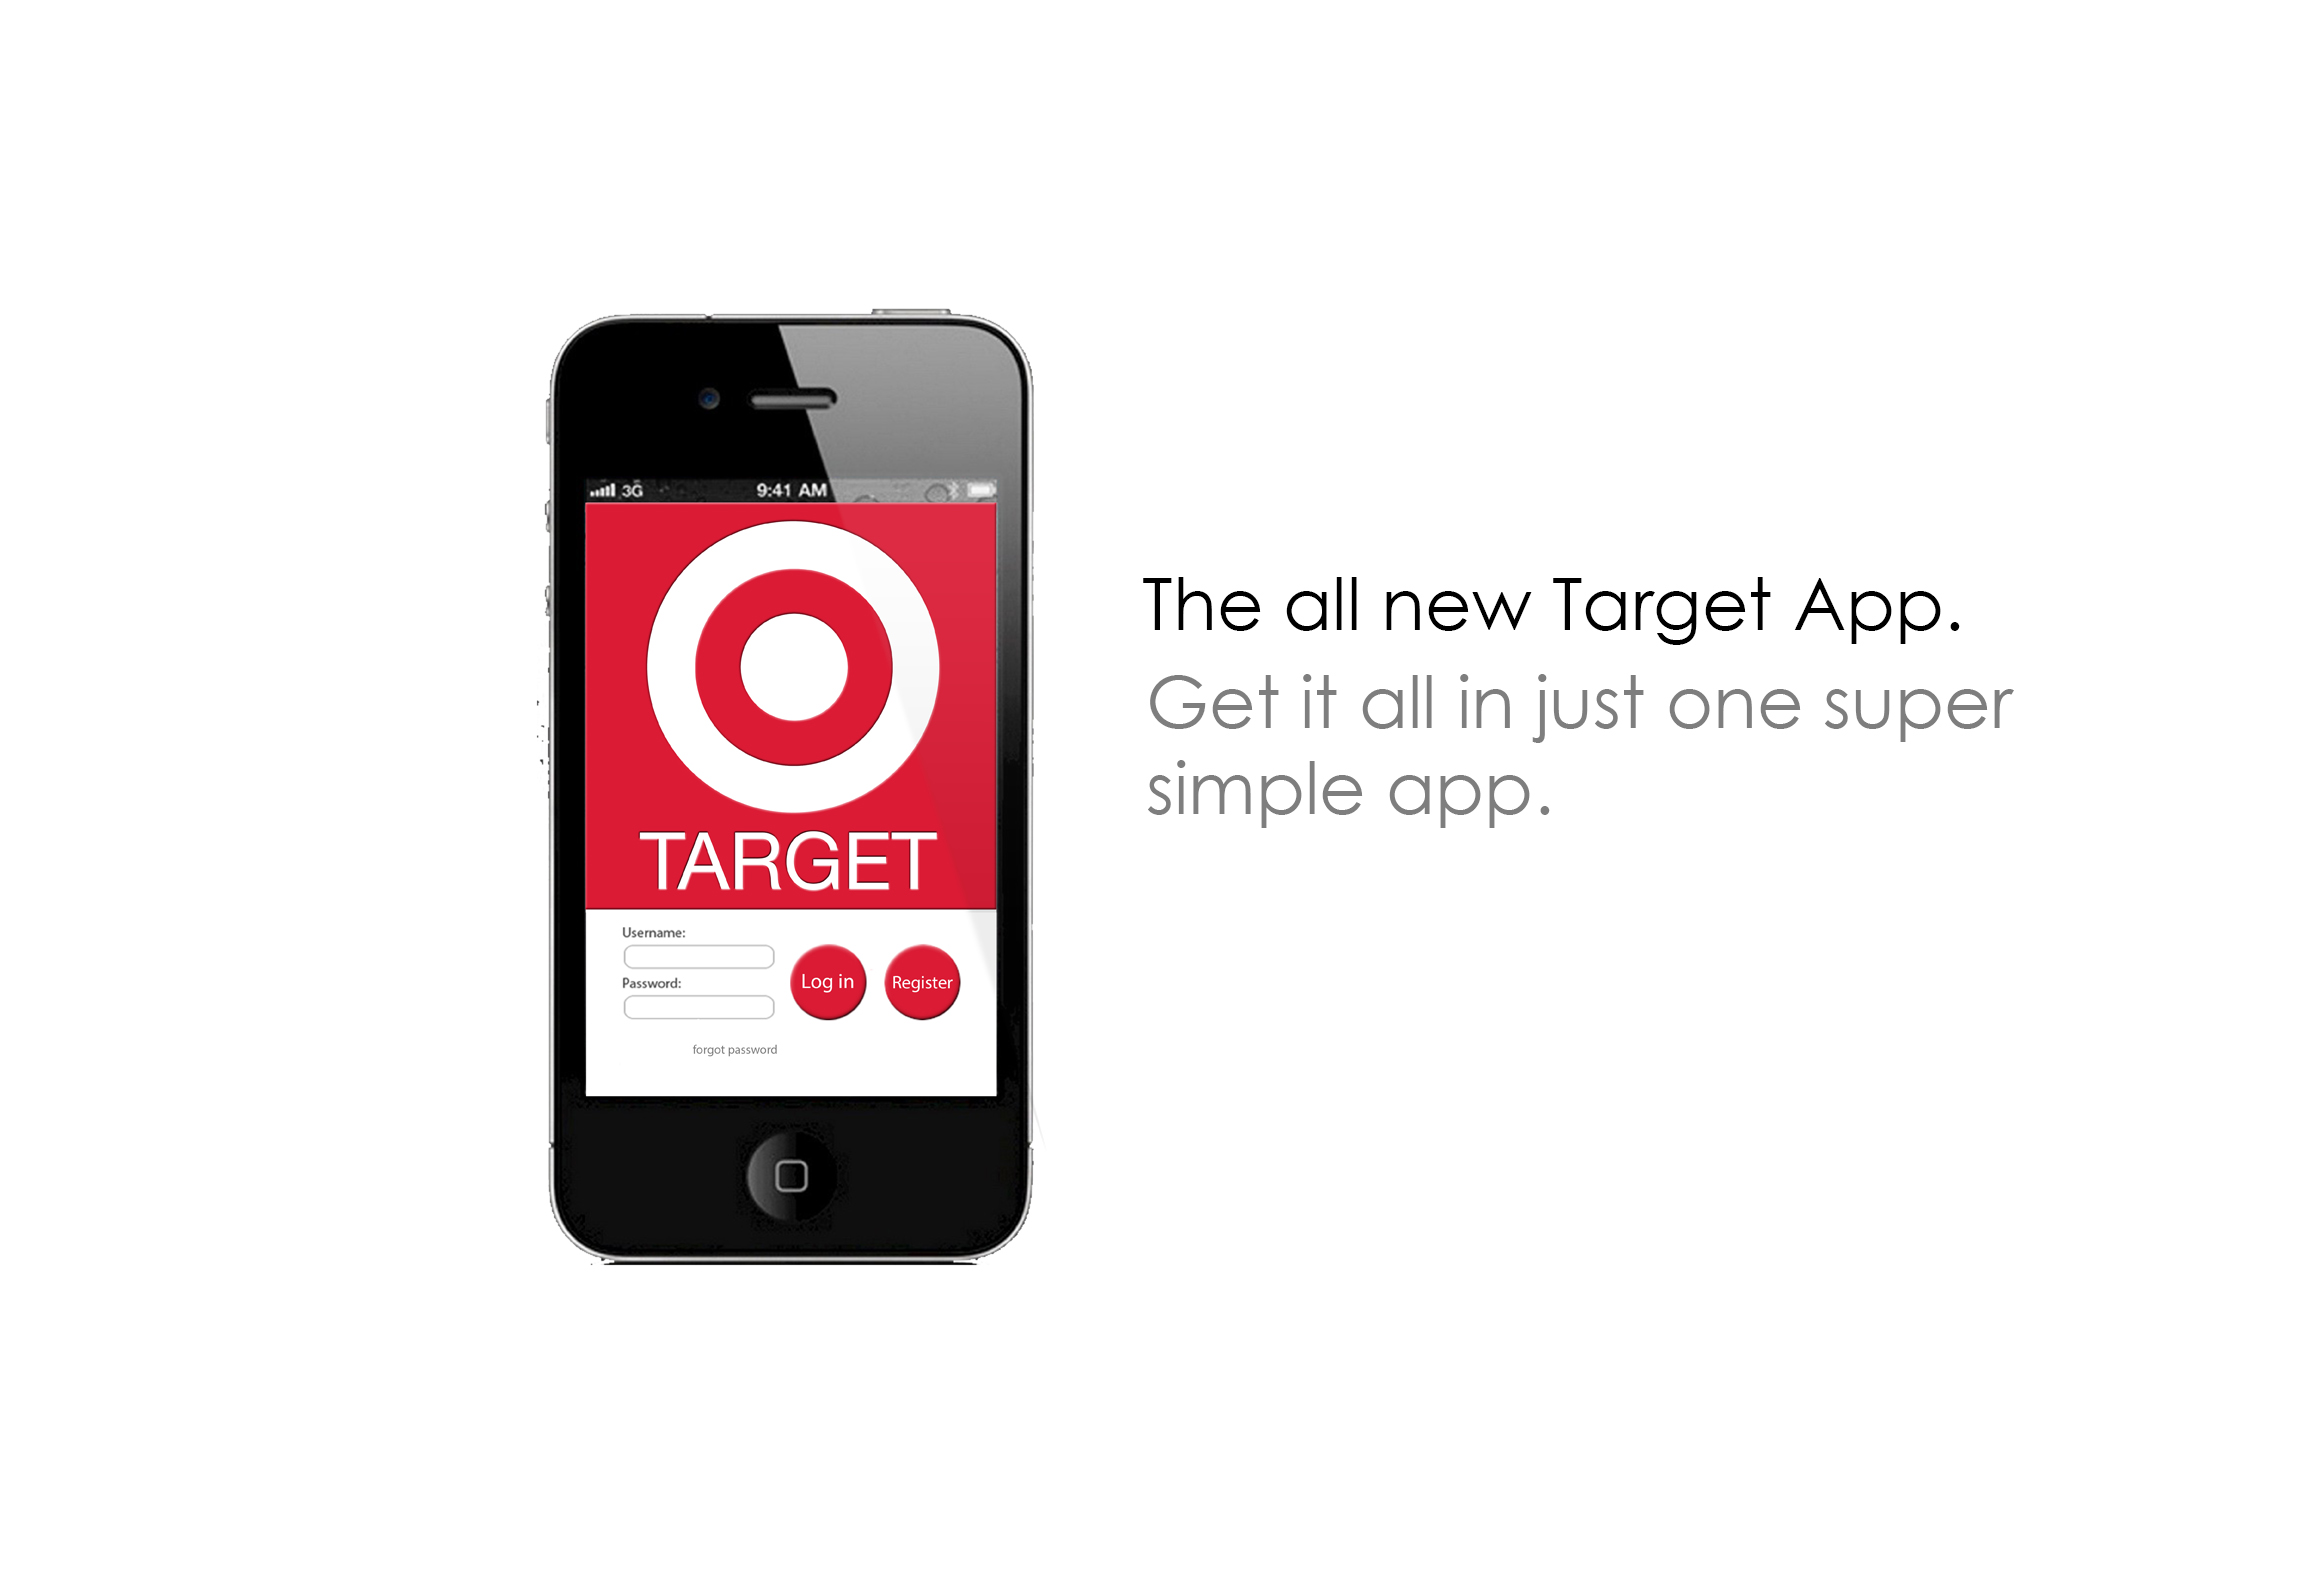 3G 9:41 AM
TARGET
Username:
Password:
Log in
Register
forgot password
The all new Target App.
Get it all in just one super
simple app.